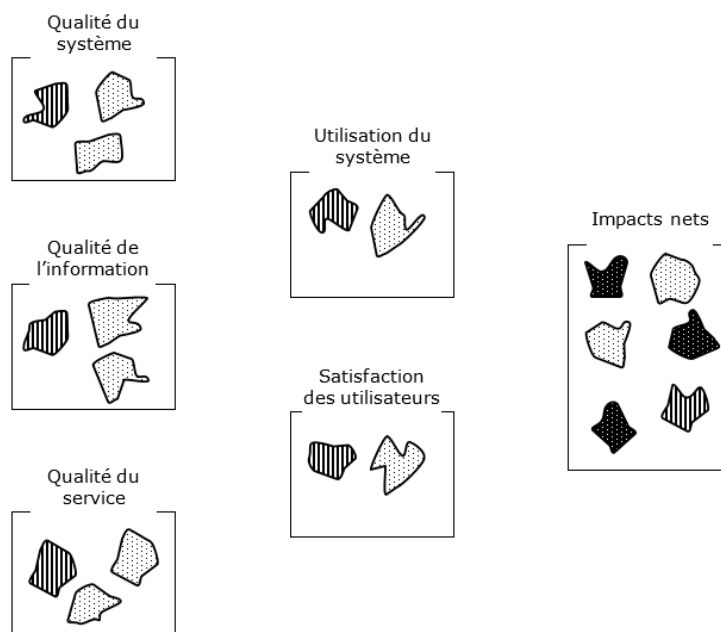 Qualité du
système
Utilisation du
système
Impacts nets
Qualité de
l'information
Satisfaction
des utilisateurs
Qualité du
service